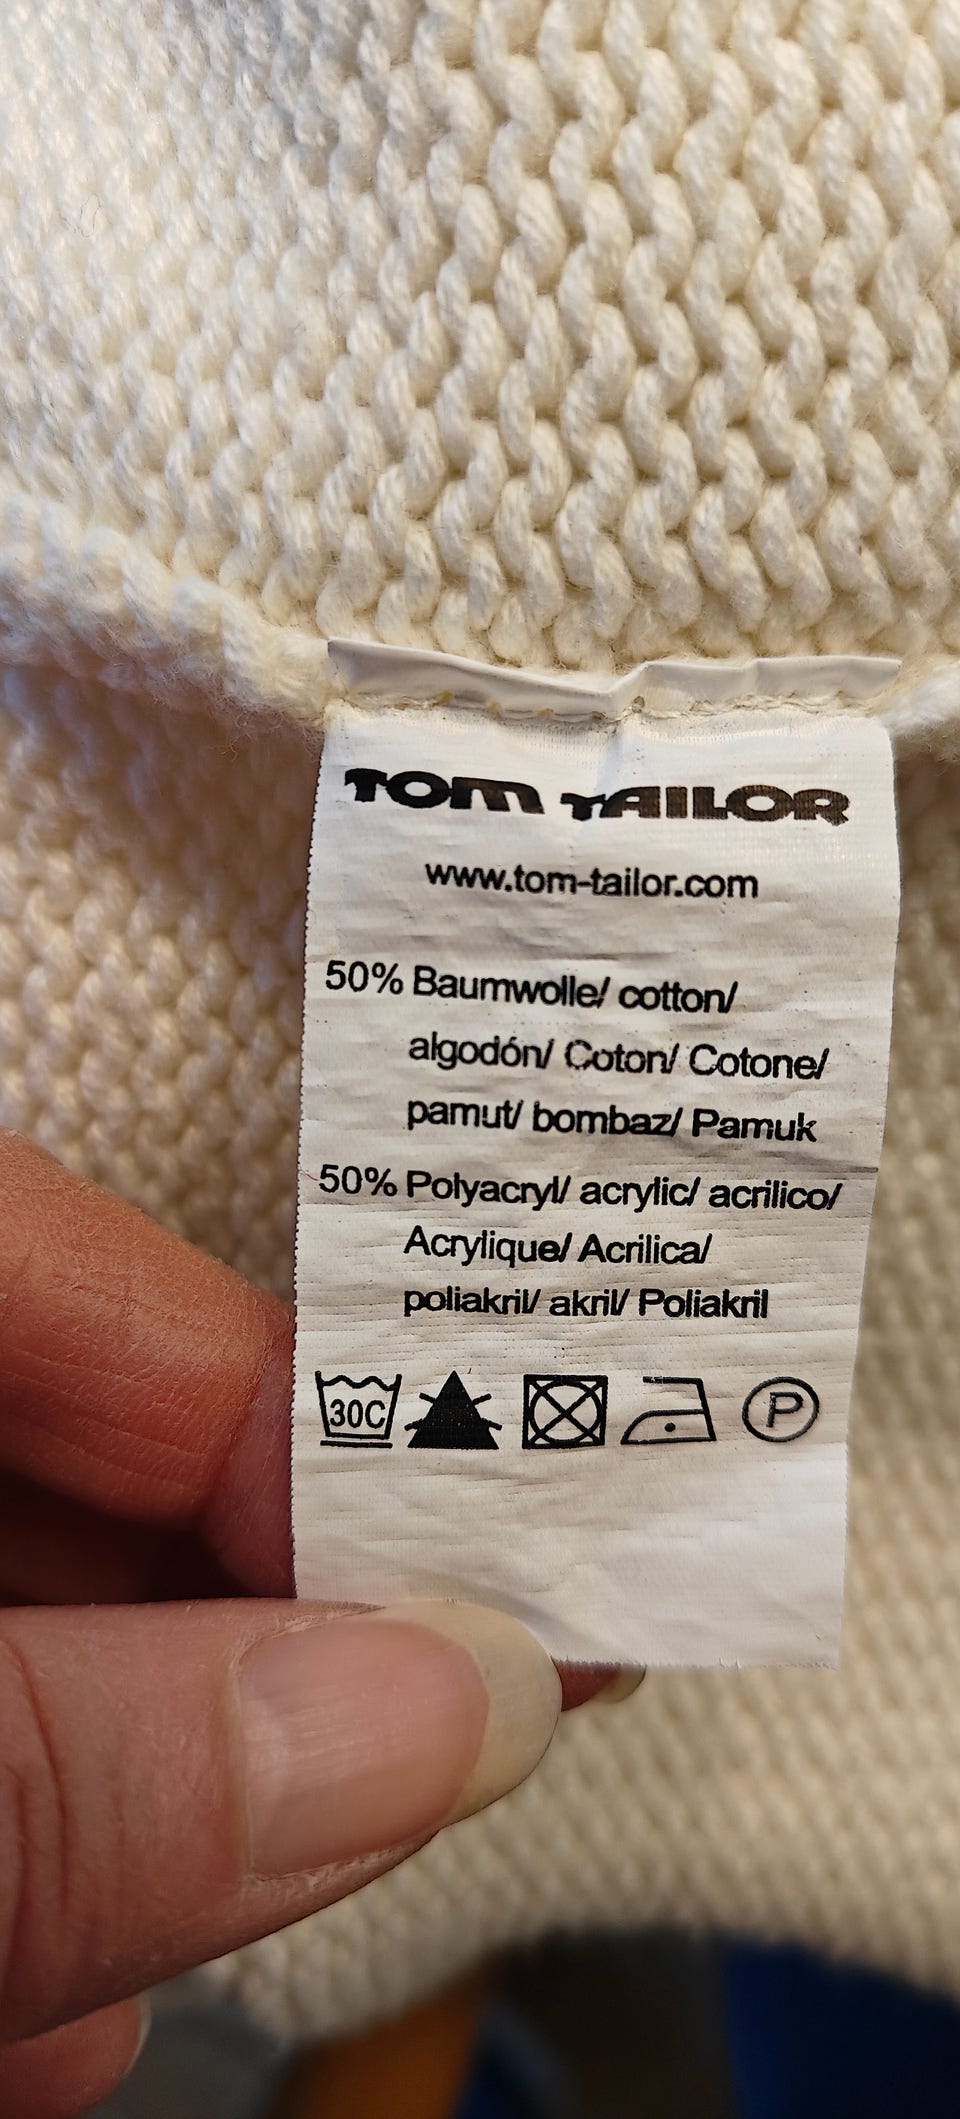 TOM TAILOR
www.tom-tailor.com
50% Baumwolle/ cotton/
algodón/ Coton/ Cotone/
pamut/ bombaz/ Pamuk
50% Polyacryl/ acrylic/ acrilico/
Acrylique/ Acrilica/
poliakril/ akril/ Poliakril
30C P